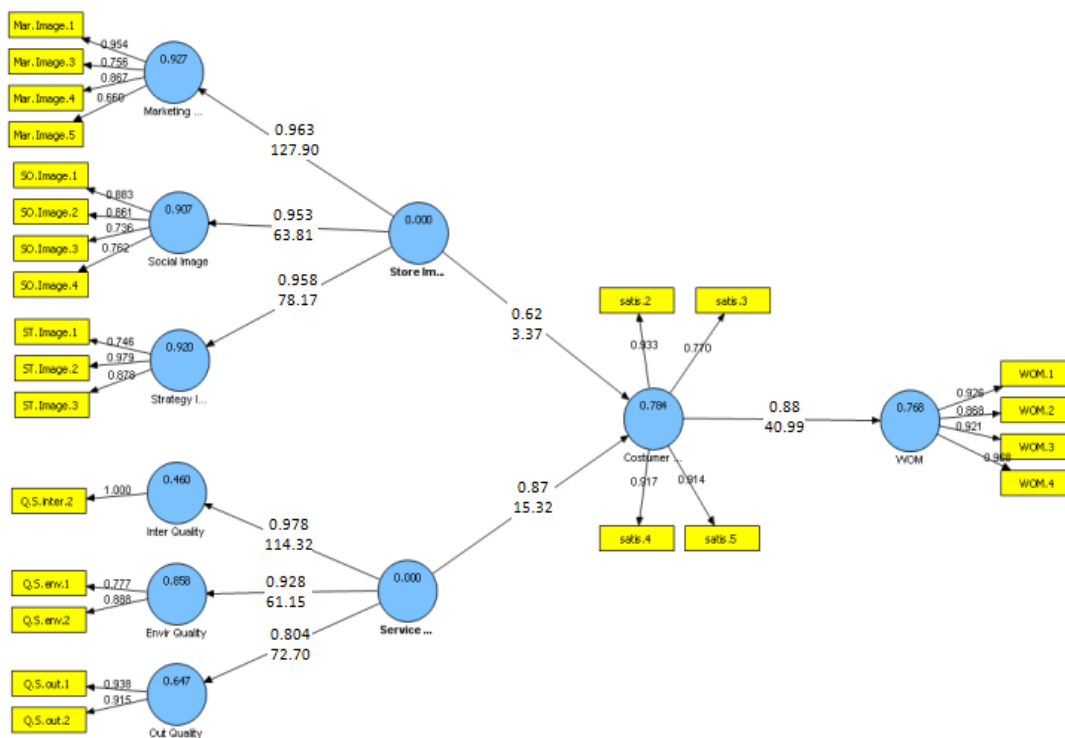 Mar.Image.1
Mar.Image.3
Mar.Image.4
Mar.Image.5
0.954
0.756
0.867
0.660
0.927
Marketing ...
0.963
127.90
SO.Image.1
SO.Image.2
SO.Image.3
SO.Image.4
0.883
0.861
0.736
0.762
0.907
Social Image
0.953
63.81
0.000
Store Im...
0.958
78.17
ST.Image.1
ST.Image.2
ST.Image.3
0.746
0.979
0.878
0.920
Strategy I...
0.62
3.37
satis.2
satis.3
0.933
0.770
0.784
Costumer ...
0.917
0.914
satis.4
satis.5
0.88
40.99
0.768
WOM
0.926
0.868
0.921
0.968
WOM.1
WOM.2
WOM.3
WOM.4
0.87
15.32
Q.S.inter.2
1.000
0.460
Inter Quality
0.978
114.32
Q.S.env.1
Q.S.env.2
0.777
0.888
0.858
Envir Quality
0.928
61.15
0.000
Service ...
0.804
72.70
Q.S.out.1
Q.S.out.2
0.938
0.915
0.647
Out Quality